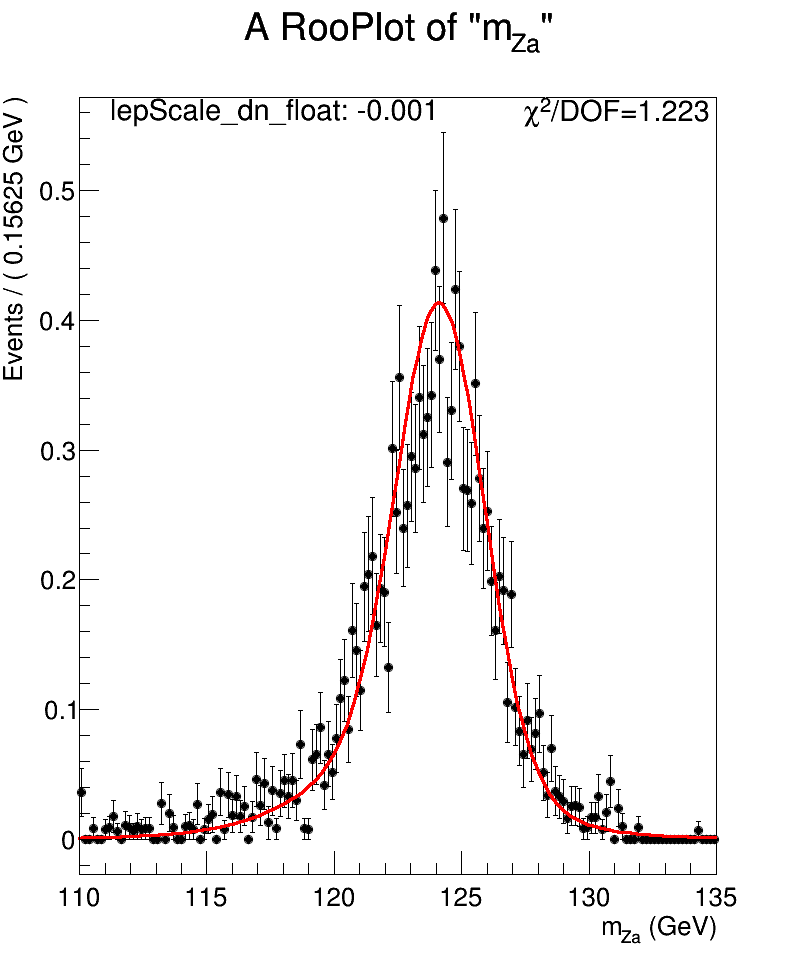 A RooPlot of "mZa"
lepScale_dn_float: -0.001
χ²/DOF=1.223
Events / ( 0.15625 GeV )
0.5
0.4
0.3
0.2
0.1
0
110 115 120 125 130 135
mZa (GeV)